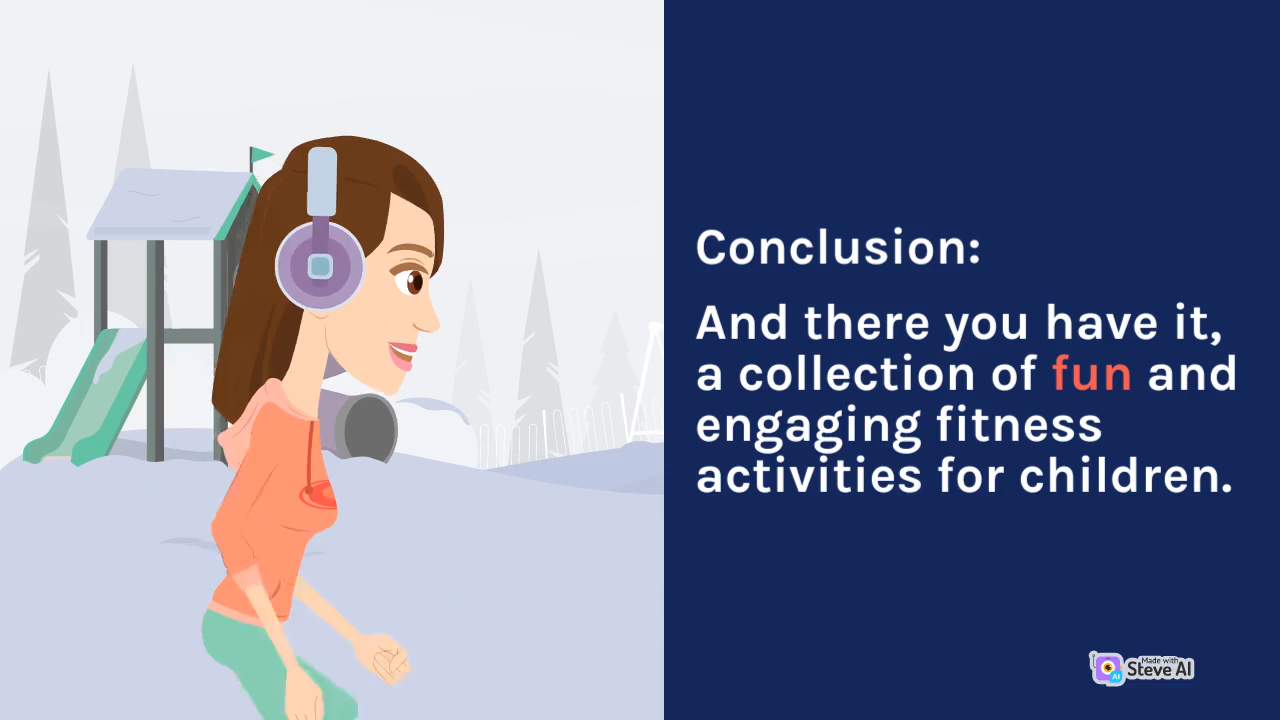 Conclusion:
And there you have it,
a collection of fun and
engaging fitness
activities for children.
Made with
Steve AI
AI